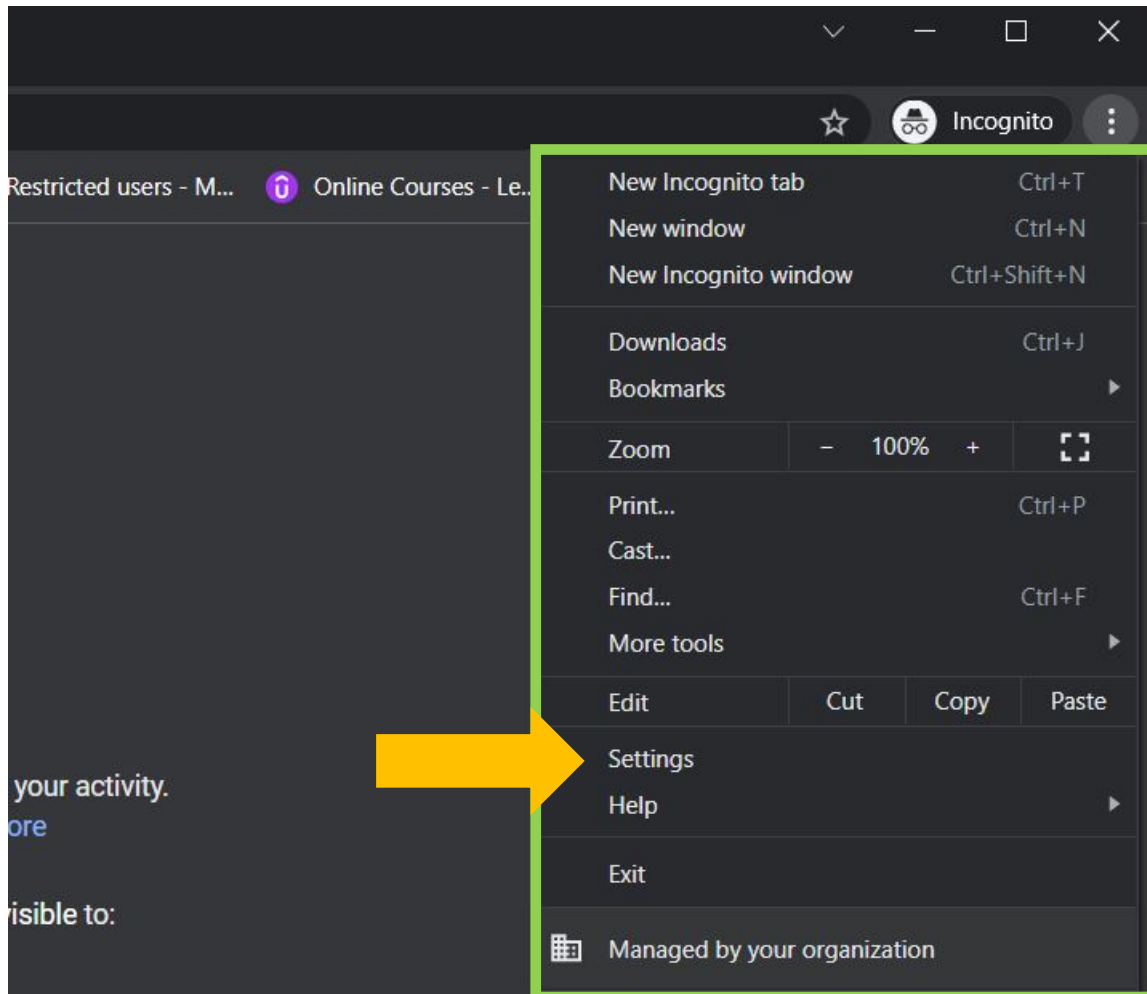 Incognito
Restricted users - M... Online Courses - Le..
New Incognito tab Ctrl+T
New window Ctrl+N
New Incognito window Ctrl+Shift+N
Downloads Ctrl+J
Bookmarks
Zoom - 100% +
Print... Ctrl+P
Cast...
Find... Ctrl+F
More tools
Edit Cut Copy Paste
Settings
your activity.
Help
ore
Exit
isible to:
Managed by your organization